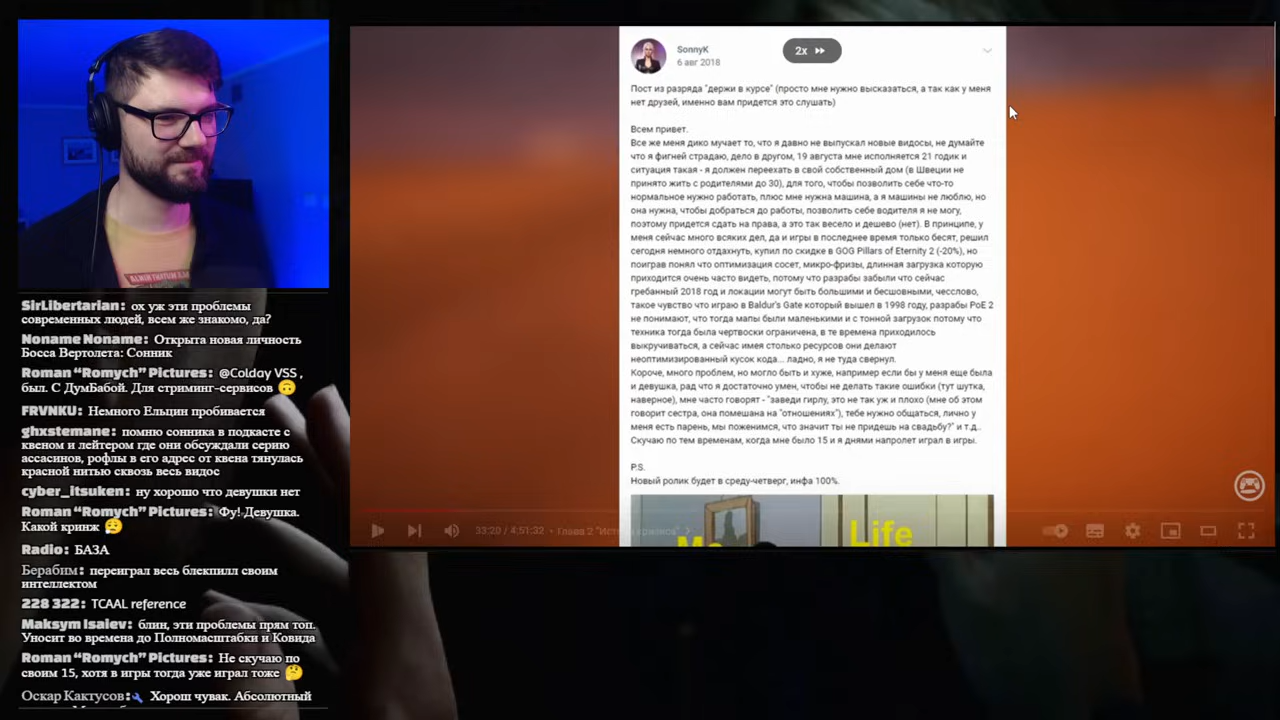 SirLibertarian: ох уж эти проблемы
современных людей, всем же знакомо, да?
Noname Noname: Открыта новая личность
Босса Вертолета: Сонник
Roman “Romych” Pictures: @Colday VSS ,
был. С ДумБабой. Для стриминг-сервисов 🙃
FRVNKU: Немного Ельцин пробивается
ghxstemane: помню сонника в подкасте с
квеном и лейтером где они обсуждали серию
ассасинов, рофлы в его адрес от квена тянулась
красной нитью сквозь весь видос
cyber_itsuken: ну хорошо что девушки нет
Roman “Romych” Pictures: Фу! Девушка.
Какой кринж 😥
Radio: БАЗА
Берабим: переиграл весь блекпилл своим
интеллектом
228 322: TCAAL reference
Maksym Isaiev: блин, эти проблемы прям топ.
Уносит во времена до Полномасштабки и Ковида
Roman “Romych” Pictures: Не скучаю по
своим 15, хотя в игры тогда уже играл тоже 🤔
Оскар Кактусов🔧: Хорош чувак. Абсолютный
SonnyK
6 авг 2018
2x
Пост из разряда "держи в курсе" (просто мне нужно высказаться, а так как у меня
нет друзей, именно вам придется это слушать)
Всем привет.
Все же меня дико мучает то, что я давно не выпускал новые видосы, не думайте
что я фигней страдаю, дело в другом, 19 августа мне исполняется 21 годик и
ситуация такая - я должен переехать в свой собственный дом (в Швеции не
принято жить с родителями до 30), для того, чтобы позволить себе что-то
нормальное нужно работать, плюс мне нужна машина, а я машины не люблю, но
она нужна, чтобы добраться до работы, позволить себе водителя я не могу,
поэтому придется сдать на права, а это так весело и дешево (нет). В принципе, у
меня сейчас много всяких дел, да и игры в последнее время только бесят, решил
сегодня немного отдахнуть, купил по скидке в GOG Pillars of Eternity 2 (-20%), но
поиграв понял что оптимизация сосет, микро-фризы, длинная загрузка которую
приходится очень часто видеть, потому что разрабы забыли что сейчас
гребанный 2018 год и локации могут быть большими и бесшовными, чесслово,
такое чувство что играю в Baldur's Gate который вышел в 1998 году, разрабы PoE 2
не понимают, что тогда мапы были маленькими и с тонной загрузок потому что
техника тогда была чертвоски ограничена, в те времена приходилось
выкручиваться, а сейчас имея столько ресурсов они делают
неоптимизированный кусок кода... ладно, я не туда свернул.
Короче, много проблем, но могло быть и хуже, например если бы у меня еще была
и девушка, рад что я достаточно умен, чтобы не делать такие ошибки (тут шутка,
наверное), мне часто говорят - "заведи гирлу, это не так уж и плохо (мне об этом
говорит сестра, она помешана на "отношениях"), тебе нужно общаться, лично у
меня есть парень, мы поженимся, что значит ты не придешь на свадьбу?" и т.д..
Скучаю по тем временам, когда мне было 15 и я днями напролет играл в игры.
P.S.
Новый ролик будет в среду-четверг, инфа 100%.
Me
Life
33:20 / 4:51:32 • Глава 2 "Исто кризисов"